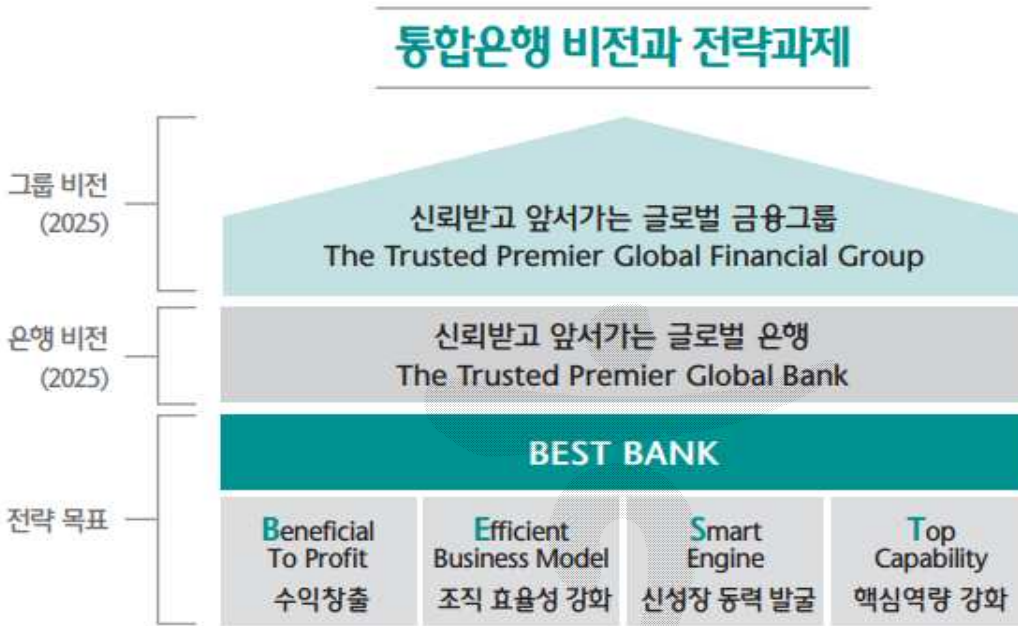 통합은행 비전과 전략과제
그룹 비전
(2025)
신뢰받고 앞서가는 글로벌 금융그룹
The Trusted Premier Global Financial Group
은행 비전
(2025)
신뢰받고 앞서가는 글로벌 은행
The Trusted Premier Global Bank
전략 목표
BEST BANK
Beneficial
To Profit
수익창출
Efficient
Business Model
조직 효율성 강화
Smart
Engine
신성장 동력 발굴
Top
Capability
핵심역량 강화